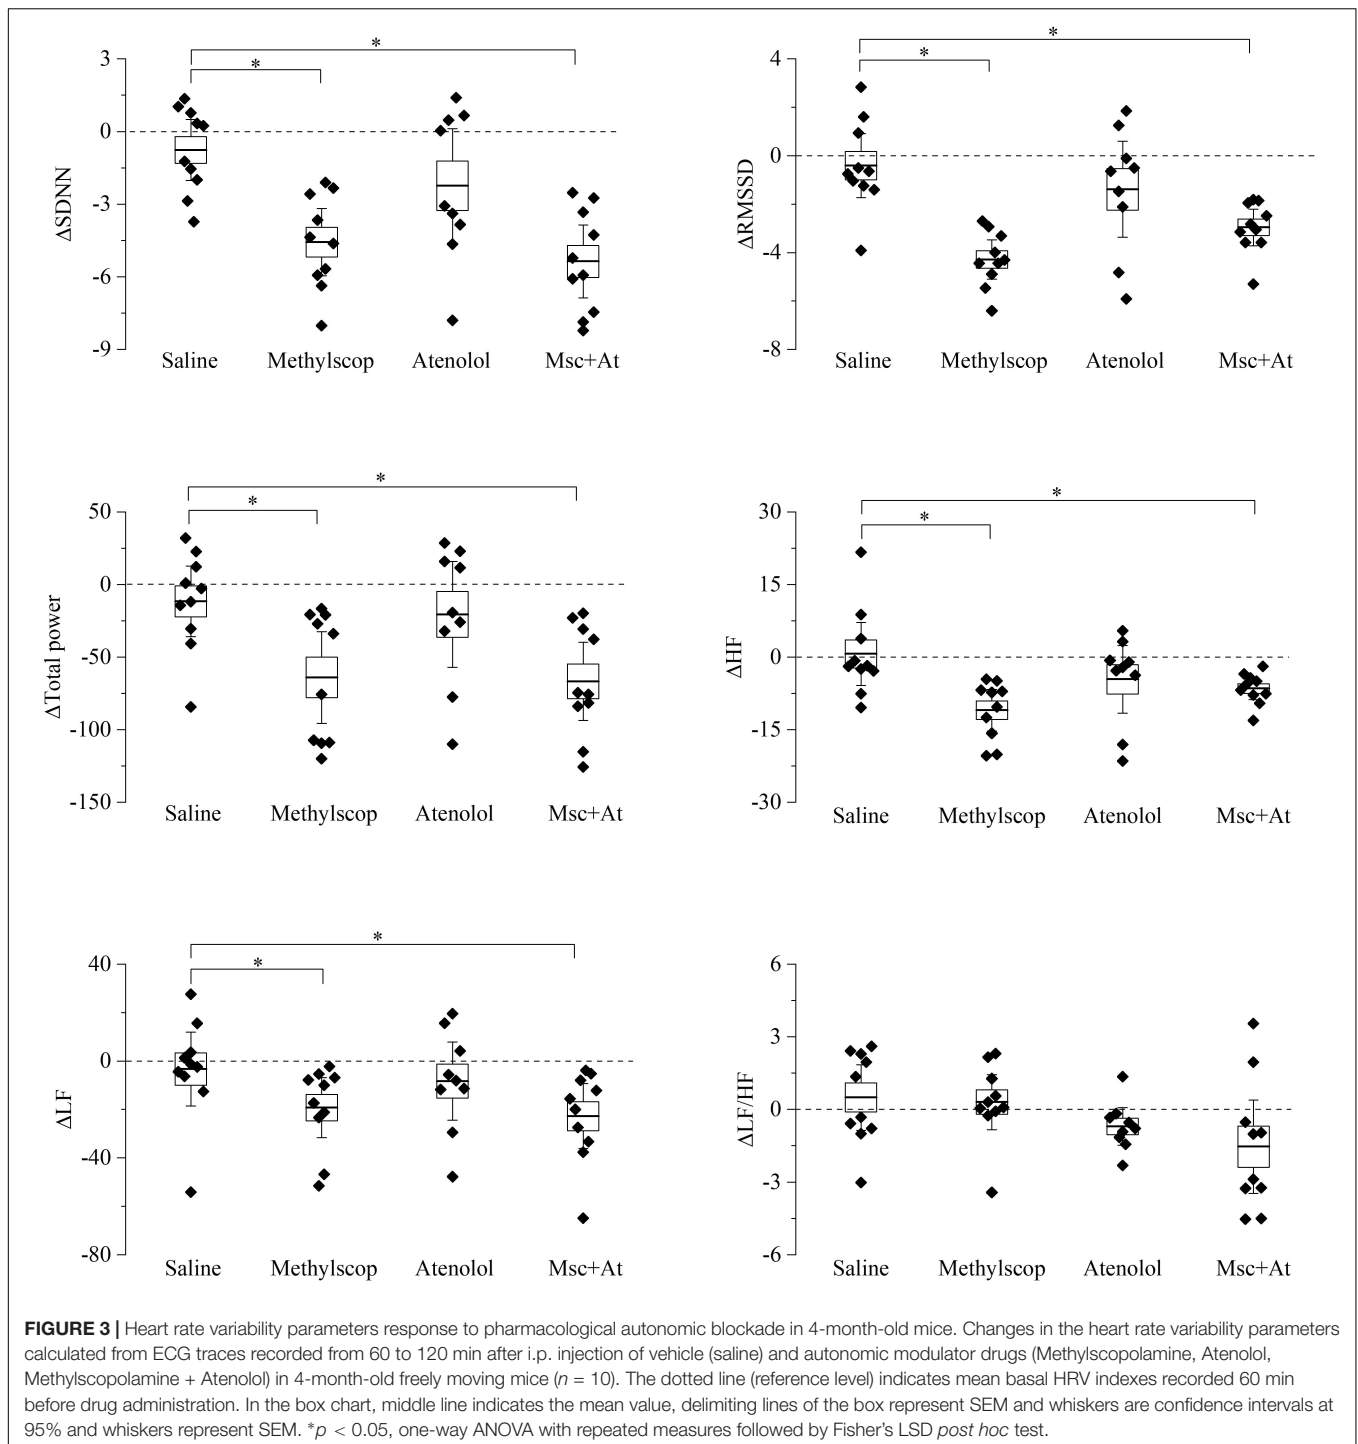 * *
3
0
-3
-6
-9
ΔSDNN
Saline Methylscop Atenolol Msc+At
* *
4
0
-4
-8
ΔRMSSD
Saline Methylscop Atenolol Msc+At
* *
50
0
-50
-100
-150
ΔTotal power
Saline Methylscop Atenolol Msc+At
* *
30
15
0
-15
-30
ΔHF
Saline Methylscop Atenolol Msc+At
* *
40
0
-40
-80
ΔLF
Saline Methylscop Atenolol Msc+At
6
3
0
-3
-6
ΔLF/HF
Saline Methylscop Atenolol Msc+At
FIGURE 3 | Heart rate variability parameters response to pharmacological autonomic blockade in 4-month-old mice. Changes in the heart rate variability parameters
calculated from ECG traces recorded from 60 to 120 min after i.p. injection of vehicle (saline) and autonomic modulator drugs (Methylscopolamine, Atenolol,
Methylscopolamine + Atenolol) in 4-month-old freely moving mice (n = 10). The dotted line (reference level) indicates mean basal HRV indexes recorded 60 min
before drug administration. In the box chart, middle line indicates the mean value, delimiting lines of the box represent SEM and whiskers are confidence intervals at
95% and whiskers represent SEM. *p < 0.05, one-way ANOVA with repeated measures followed by Fisher's LSD post hoc test.